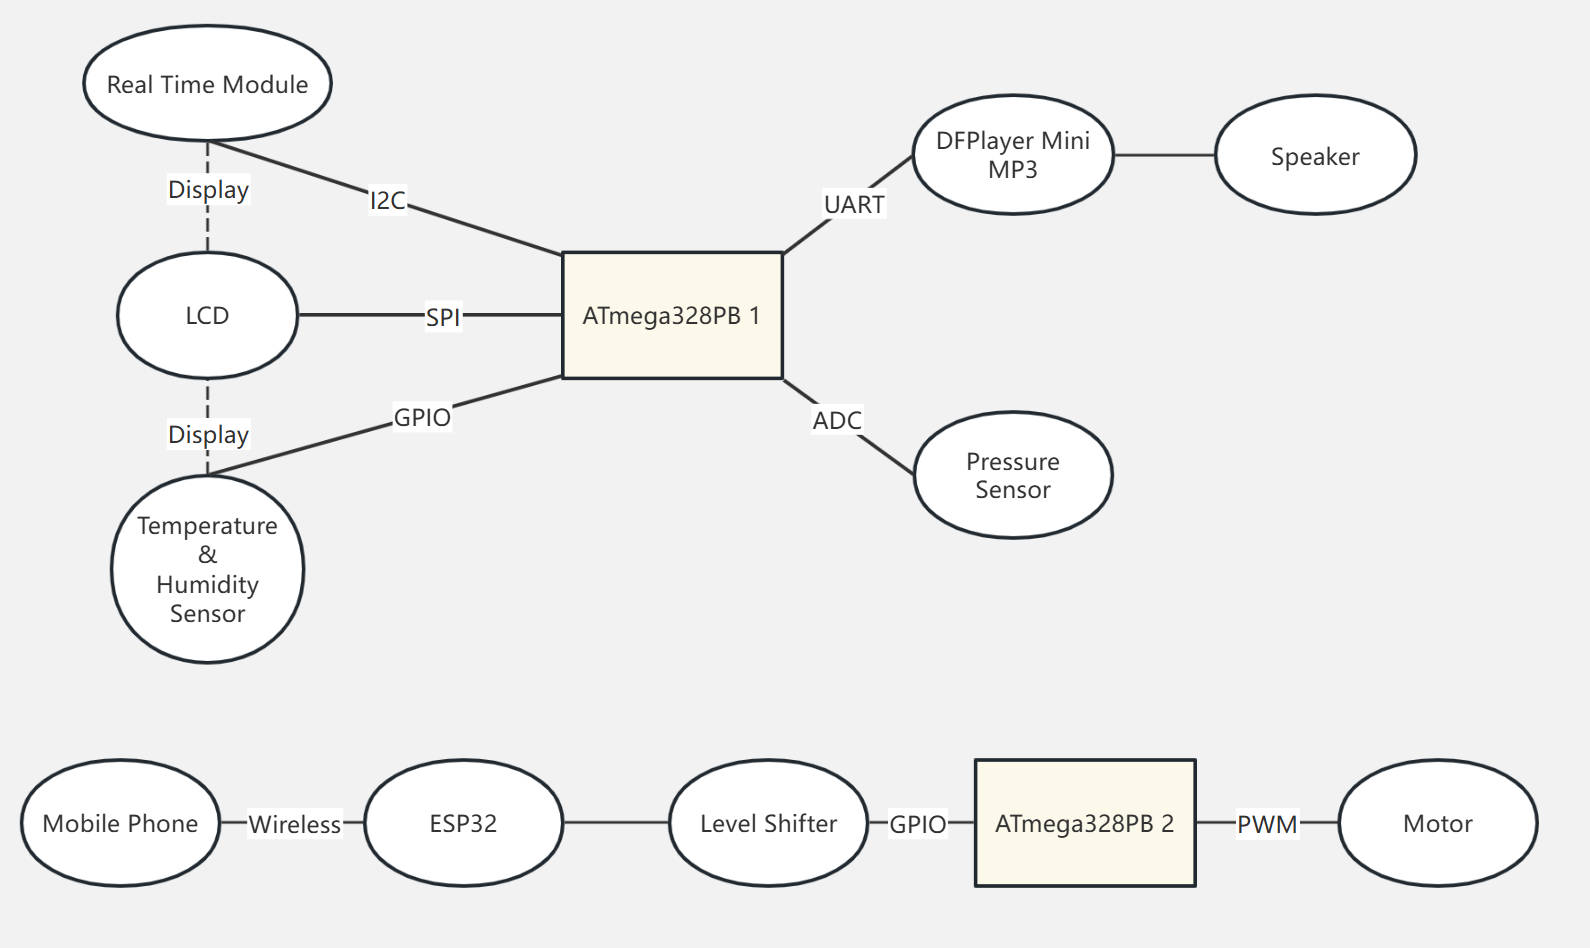 Real Time Module
Display
I2C
LCD
SPI
ATmega328PB 1
UART
DFPlayer Mini
MP3
Speaker
GPIO
ADC
Display
Pressure
Sensor
Temperature
&
Humidity
Sensor
Mobile Phone
Wireless
ESP32
Level Shifter
GPIO
ATmega328PB 2
PWM
Motor